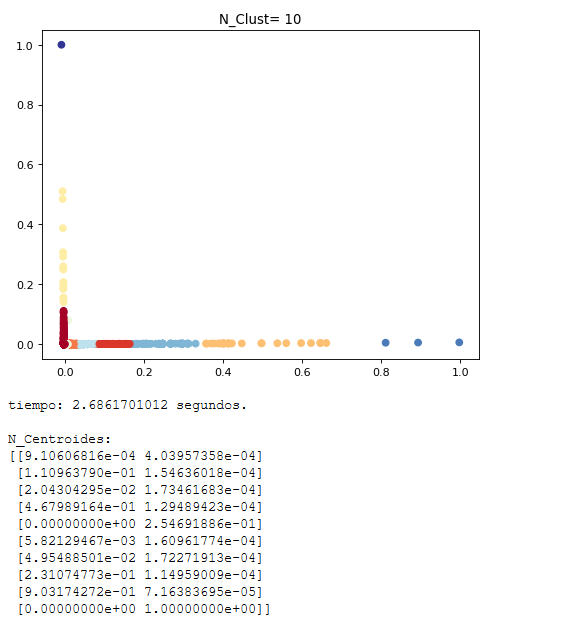 N_Clust= 10
1.0
0.8
0.6
0.4
0.2
0.0
0.0 0.2 0.4 0.6 0.8 1.0
tiempo: 2.6861701012 segundos.
N_Centroides:
[[9.10606816e-04 4.03957358e-04]
[1.10963790e-01 1.54636018e-04]
[2.04304295e-02 1.73461683e-04]
[4.67989164e-01 1.29489423e-04]
[0.00000000e+00 2.54691886e-01]
[5.82129467e-03 1.60961774e-04]
[4.95488501e-02 1.72271913e-04]
[2.31074773e-01 1.14959009e-04]
[9.03174272e-01 7.16383695e-05]
[0.00000000e+00 1.00000000e+00]]